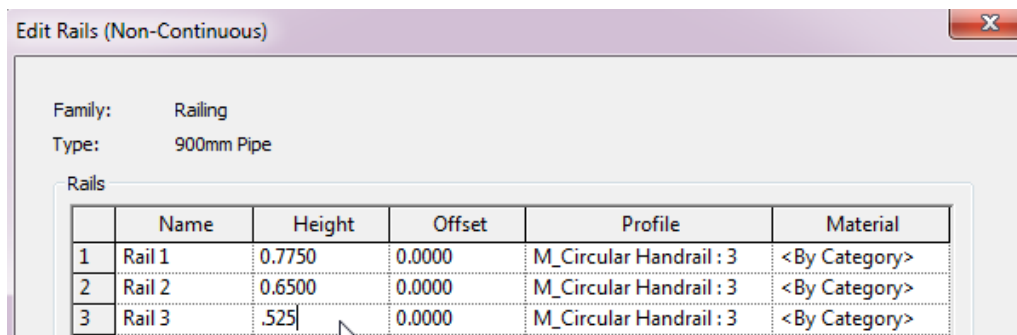 Edit Rails (Non-Continuous)
Family: Railing
Type: 900mm Pipe
Rails
Name Height Offset Profile Material
1 Rail 1 0.7750 0.0000 M_Circular Handrail : 3 <By Category>
2 Rail 2 0.6500 0.0000 M_Circular Handrail : 3 <By Category>
3 Rail 3 .525 0.0000 M_Circular Handrail : 3 <By Category>